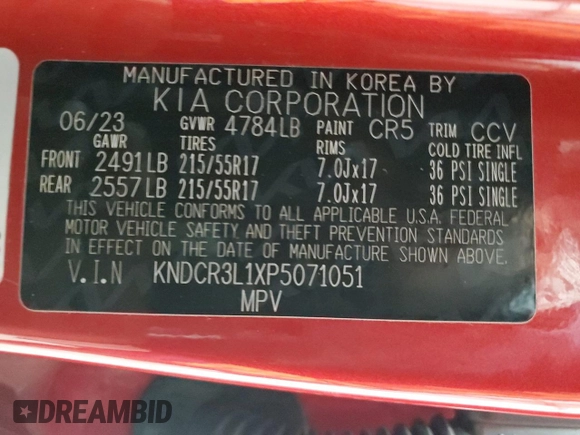 MANUFACTURED IN KOREA BY
KIA CORPORATION
06/23 GVWR 4784LB PAINT CR5 TRIM CCV
GAWR TIRES RIMS COLD TIRE INFL
FRONT 2491LB 215/55R17 7.0Jx17 36 PSI SINGLE
REAR 2557LB 215/55R17 7.0Jx17 36 PSI SINGLE
THIS VEHICLE CONFORMS TO ALL APPLICABLE U.S.A. FEDERAL
MOTOR VEHICLE SAFETY AND THEFT PREVENTION STANDARDS
IN EFFECT ON THE DATE OF MANUFACTURE SHOWN ABOVE.
V.I.N KNDCR3L1XP5071051
MPV
DREAMBID